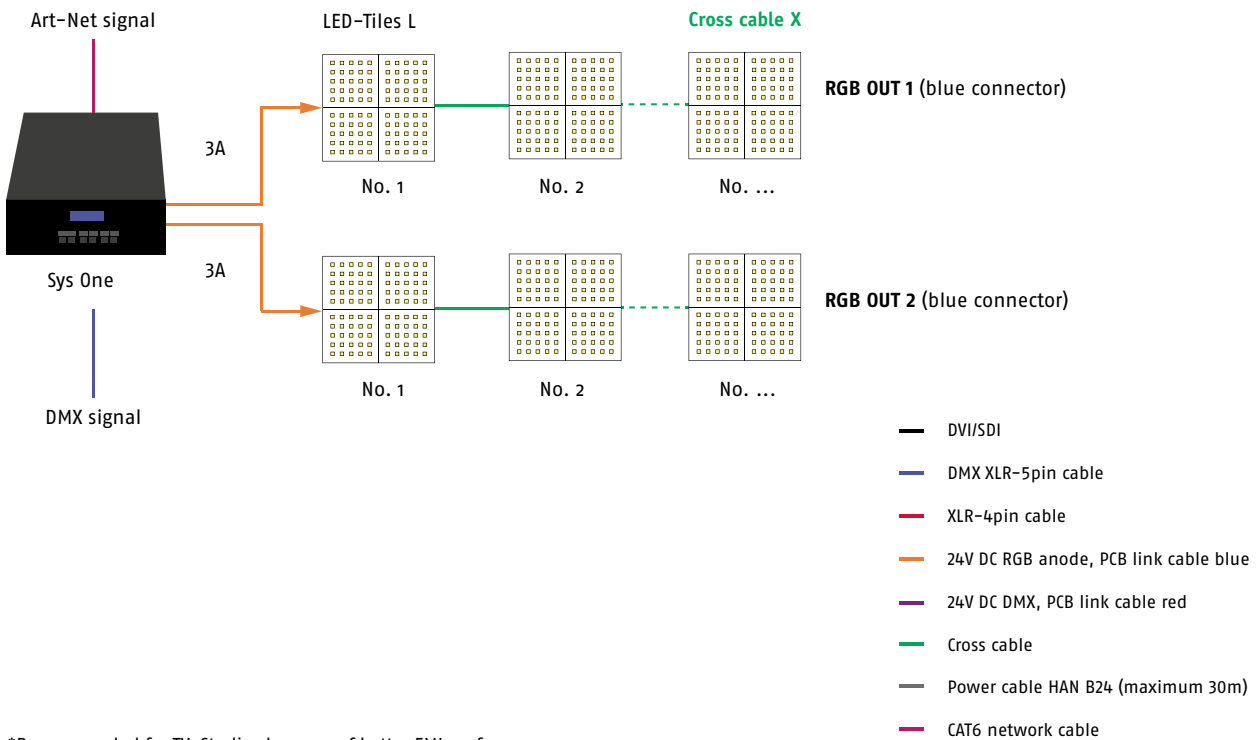 Art-Net signal
LED-Tiles L
Cross cable X
RGB OUT 1 (blue connector)
3A
No. 1
No. 2
No. ...
Sys One
3A
RGB OUT 2 (blue connector)
No. 1
No. 2
No. ...
DMX signal
DVI/SDI
DMX XLR-5pin cable
XLR-4pin cable
24V DC RGB anode, PCB link cable blue
24V DC DMX, PCB link cable red
Cross cable
Power cable HAN B24 (maximum 30m)
CAT6 network cable